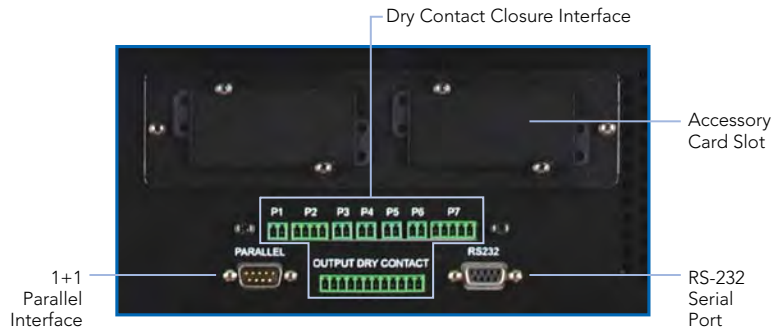 Dry Contact Closure Interface
Accessory
Card Slot
P1 P2 P3 P4 P5 P6 P7
PARALLEL
RS232
OUTPUT DRY CONTACT
1+1
Parallel
Interface
RS-232
Serial
Port